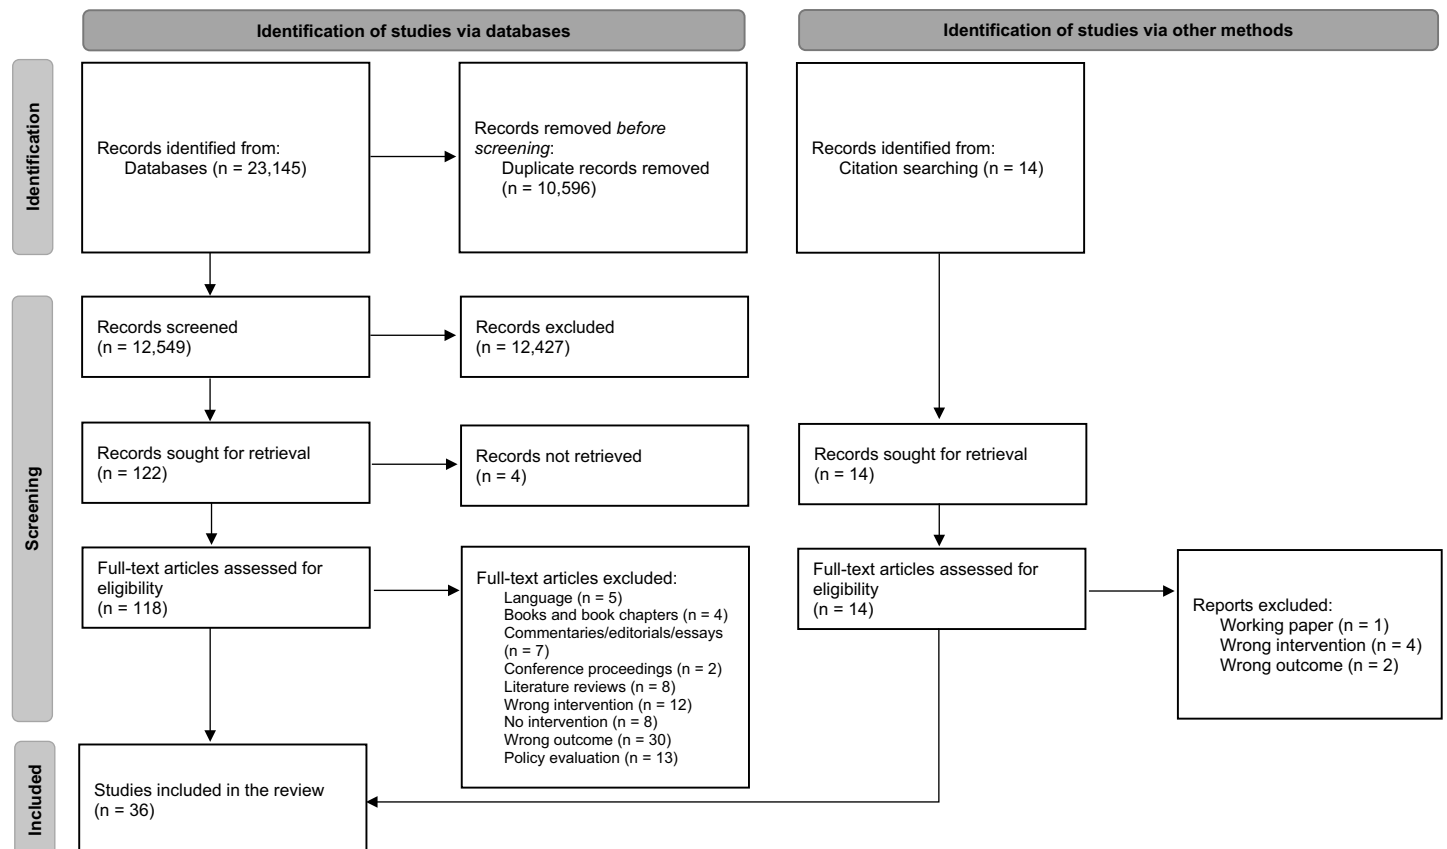 Identification of studies via databases
Identification of studies via other methods
Identification
Records identified from:
Databases (n = 23,145)
Records removed before
screening:
Duplicate records removed
(n = 10,596)
Records identified from:
Citation searching (n = 14)
Screening
Records screened
(n = 12,549)
Records excluded
(n = 12,427)
Records sought for retrieval
(n = 122)
Records not retrieved
(n = 4)
Records sought for retrieval
(n = 14)
Full-text articles assessed for
eligibility
(n = 118)
Full-text articles excluded:
Language (n = 5)
Books and book chapters (n = 4)
Commentaries/editorials/essays
(n = 7)
Conference proceedings (n = 2)
Literature reviews (n = 8)
Wrong intervention (n = 12)
No intervention (n = 8)
Wrong outcome (n = 30)
Policy evaluation (n = 13)
Full-text articles assessed for
eligibility
(n = 14)
Reports excluded:
Working paper (n = 1)
Wrong intervention (n = 4)
Wrong outcome (n = 2)
Included
Studies included in the review
(n = 36)